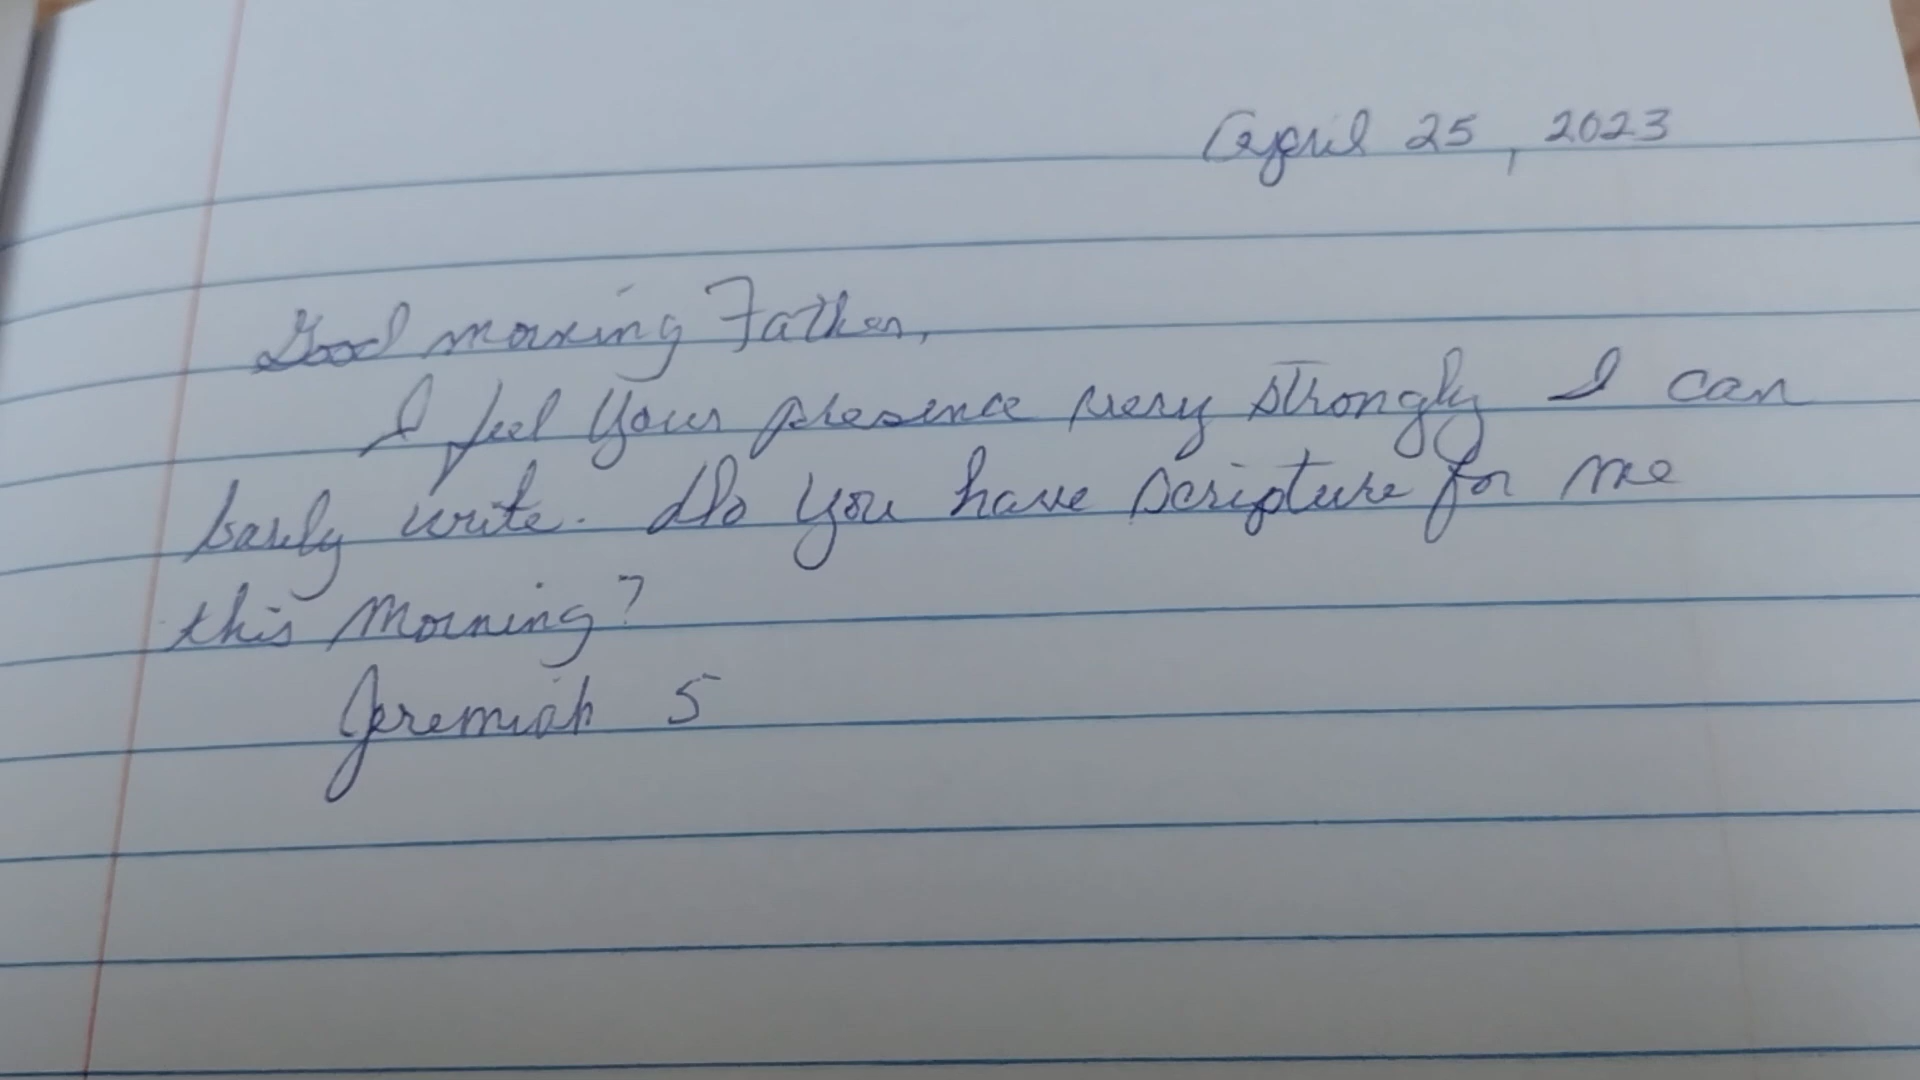 April 25, 2023
Good morning Father,
I feel Your presence very strongly I can
barely write. Do You have Scripture for me
this morning?
Jeremiah 5